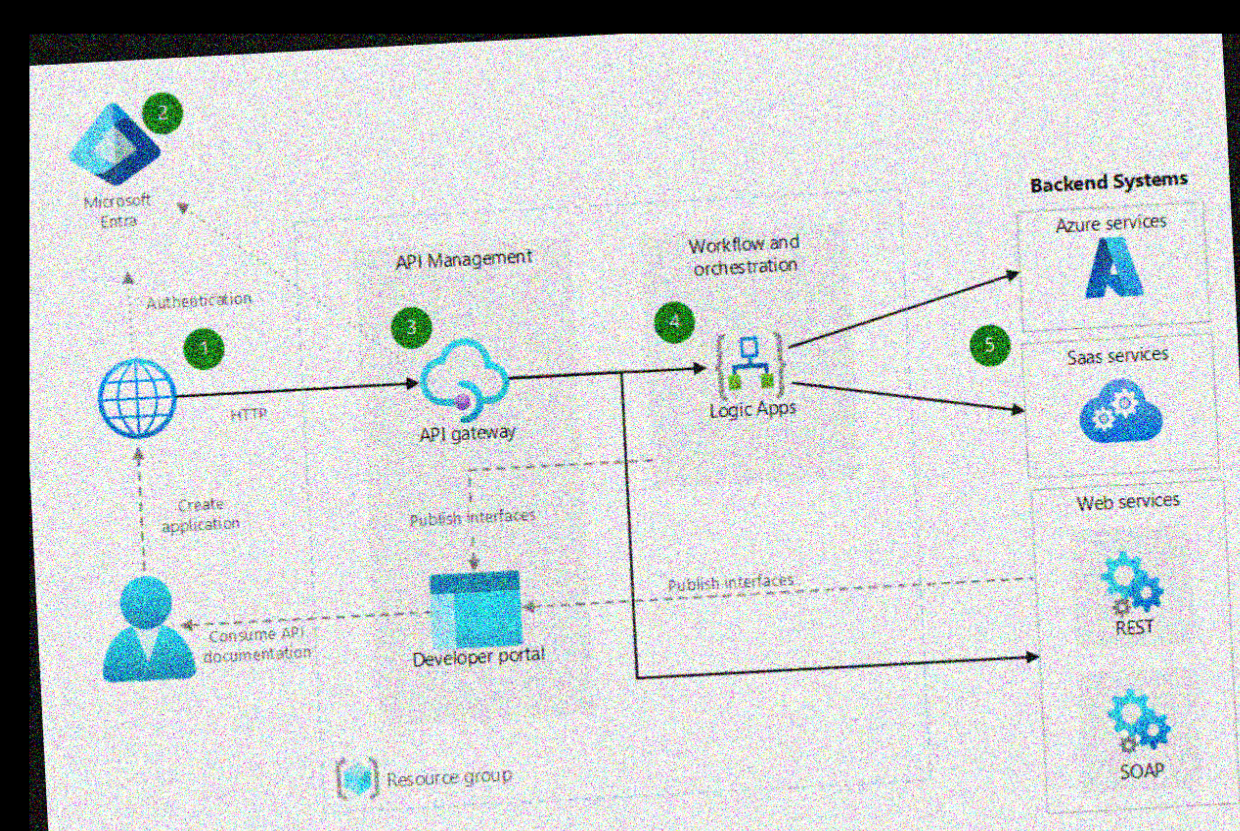 2
Microsoft
Entra
Authentication
1
HTTP
Create
application
Consume API
documentation
API Management
3
API gateway
Publish interfaces
Developer portal
Resource group
Workflow and
orchestration
4
Logic Apps
Publish interfaces
5
Backend Systems
Azure services
Saas services
Web services
REST
SOAP